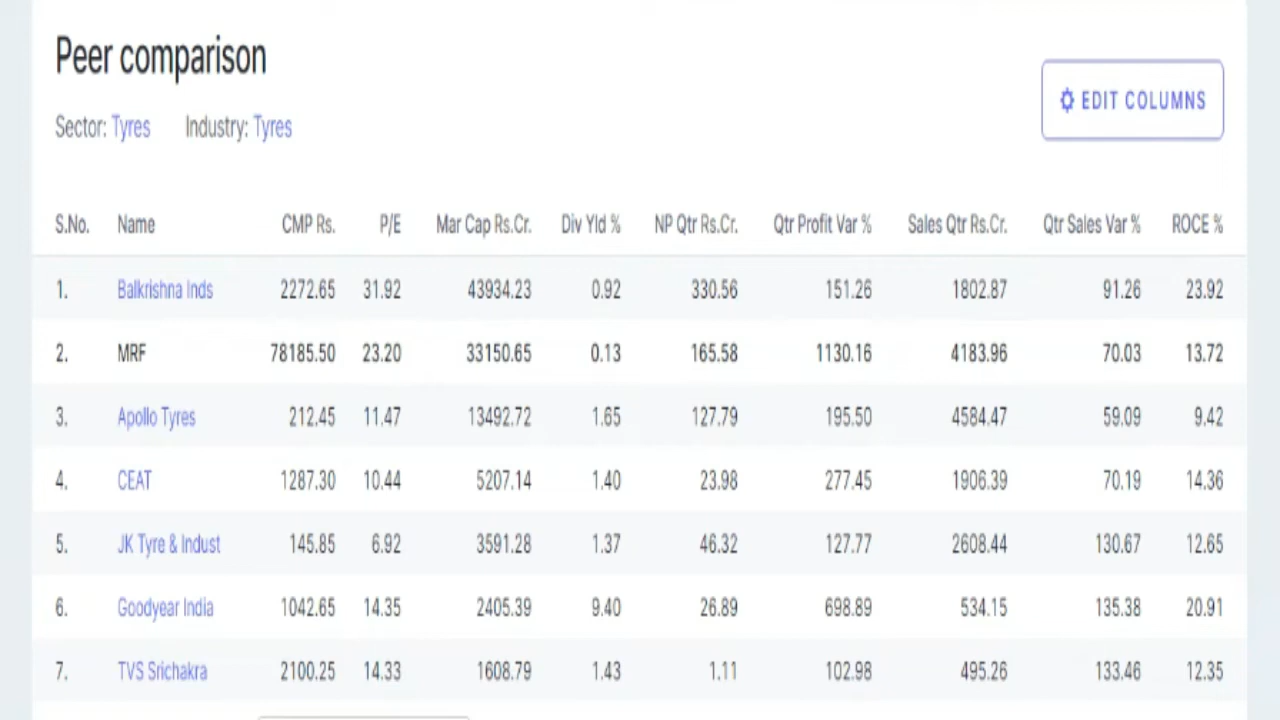 Peer comparison
EDIT COLUMNS
Sector: Tyres Industry: Tyres
S.No. Name CMP Rs. P/E Mar Cap Rs.Cr. Div Yld % NP Qtr Rs.Cr. Qtr Profit Var % Sales Qtr Rs.Cr. Qtr Sales Var % ROCE %
1. Balkrishna Inds 2272.65 31.92 43934.23 0.92 330.56 151.26 1802.87 91.26 23.92
2. MRF 78185.50 23.20 33150.65 0.13 165.58 1130.16 4183.96 70.03 13.72
3. Apollo Tyres 212.45 11.47 13492.72 1.65 127.79 195.50 4584.47 59.09 9.42
4. CEAT 1287.30 10.44 5207.14 1.40 23.98 277.45 1906.39 70.19 14.36
5. JK Tyre & Indust 145.85 6.92 3591.28 1.37 46.32 127.77 2608.44 130.67 12.65
6. Goodyear India 1042.65 14.35 2405.39 9.40 26.89 698.89 534.15 135.38 20.91
7. TVS Srichakra 2100.25 14.33 1608.79 1.43 1.11 102.98 495.26 133.46 12.35